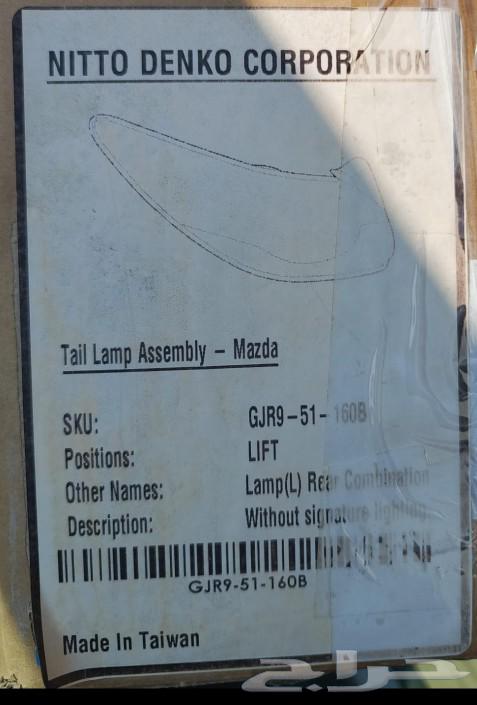 NITTO DENKO CORPORATION
Tail Lamp Assembly – Mazda
SKU: GJR9-51-160B
Positions: LIFT
Other Names: Lamp(L) Rear Combination
Description: Without signature lighting
GJR9-51-160B
Made In Taiwan
حراج